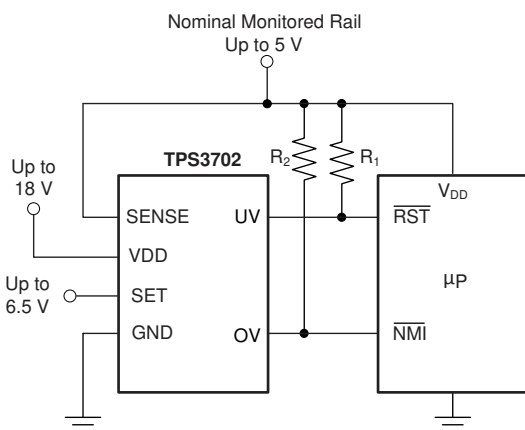 Nominal Monitored Rail
Up to 5 V
Up to
18 V
TPS3702
R2
R1
VDD
SENSE
UV
RST
VDD
µP
Up to
6.5 V
SET
GND
OV
NMI